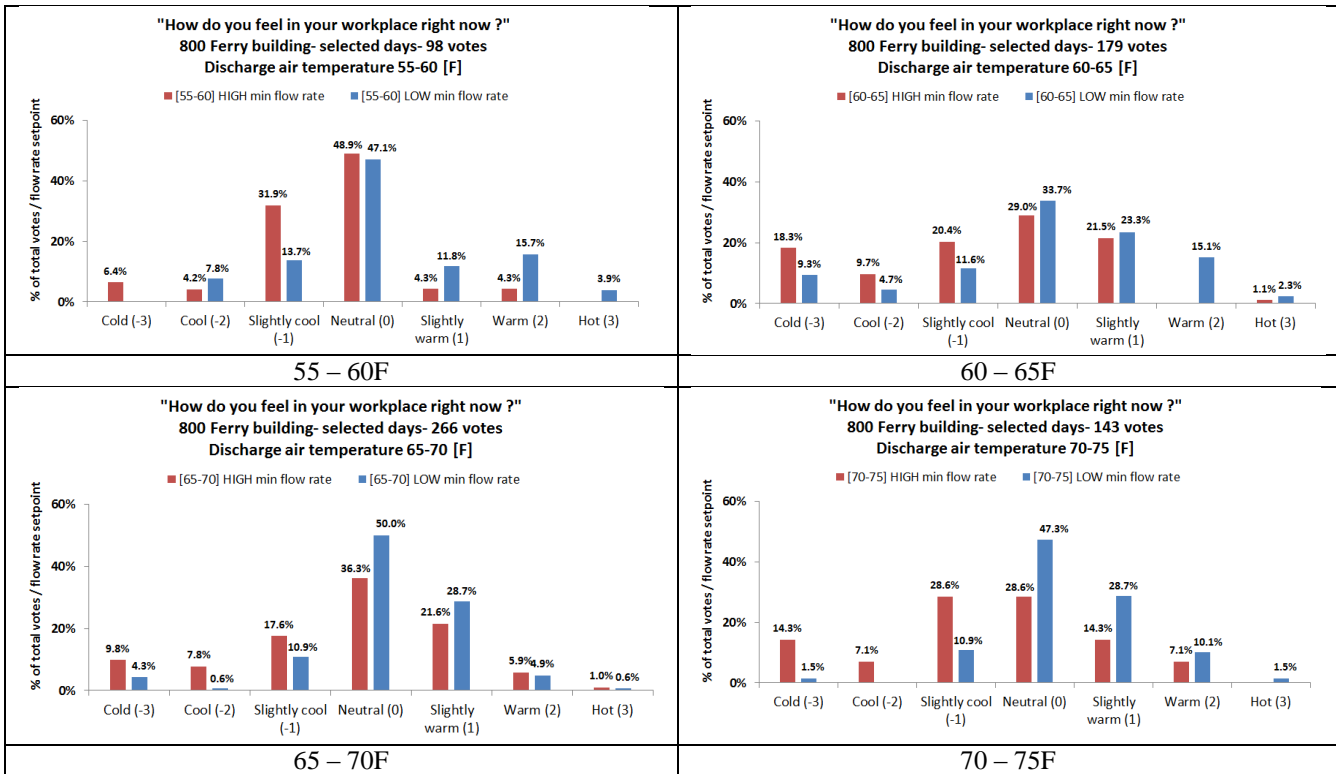 "How do you feel in your workplace right now ?"
800 Ferry building- selected days- 98 votes
Discharge air temperature 55-60 [F]
[55-60] HIGH min flow rate [55-60] LOW min flow rate
% of total votes / flow rate setpoint
60%
40%
20%
0%
6.4%
4.2%
7.8%
31.9%
13.7%
48.9%
47.1%
4.3%
11.8%
4.3%
15.7%
3.9%
Cold (-3) Cool (-2) Slightly cool Neutral (0) Slightly Warm (2) Hot (3)
(-1) warm (1)
55 – 60F
"How do you feel in your workplace right now ?"
800 Ferry building- selected days- 179 votes
Discharge air temperature 60-65 [F]
[60-65] HIGH min flow rate [60-65] LOW min flow rate
% of total votes / flow rate setpoint
60%
40%
20%
0%
18.3%
9.3%
9.7%
4.7%
20.4%
11.6%
29.0%
33.7%
21.5%
23.3%
15.1%
1.1%
2.3%
Cold (-3) Cool (-2) Slightly cool Neutral (0) Slightly Warm (2) Hot (3)
(-1) warm (1)
60 – 65F
"How do you feel in your workplace right now ?"
800 Ferry building- selected days- 266 votes
Discharge air temperature 65-70 [F]
[65-70] HIGH min flow rate [65-70] LOW min flow rate
% of total votes / flow rate setpoint
60%
40%
20%
0%
9.8%
4.3%
7.8%
0.6%
17.6%
10.9%
36.3%
50.0%
21.6%
28.7%
5.9%
4.9%
1.0%
0.6%
Cold (-3) Cool (-2) Slightly cool Neutral (0) Slightly Warm (2) Hot (3)
(-1) warm (1)
65 – 70F
"How do you feel in your workplace right now ?"
800 Ferry building- selected days- 143 votes
Discharge air temperature 70-75 [F]
[70-75] HIGH min flow rate [70-75] LOW min flow rate
% of total votes / flow rate setpoint
60%
40%
20%
0%
14.3%
1.5%
7.1%
28.6%
10.9%
28.6%
47.3%
14.3%
28.7%
7.1%
10.1%
1.5%
Cold (-3) Cool (-2) Slightly cool Neutral (0) Slightly Warm (2) Hot (3)
(-1) warm (1)
70 – 75F